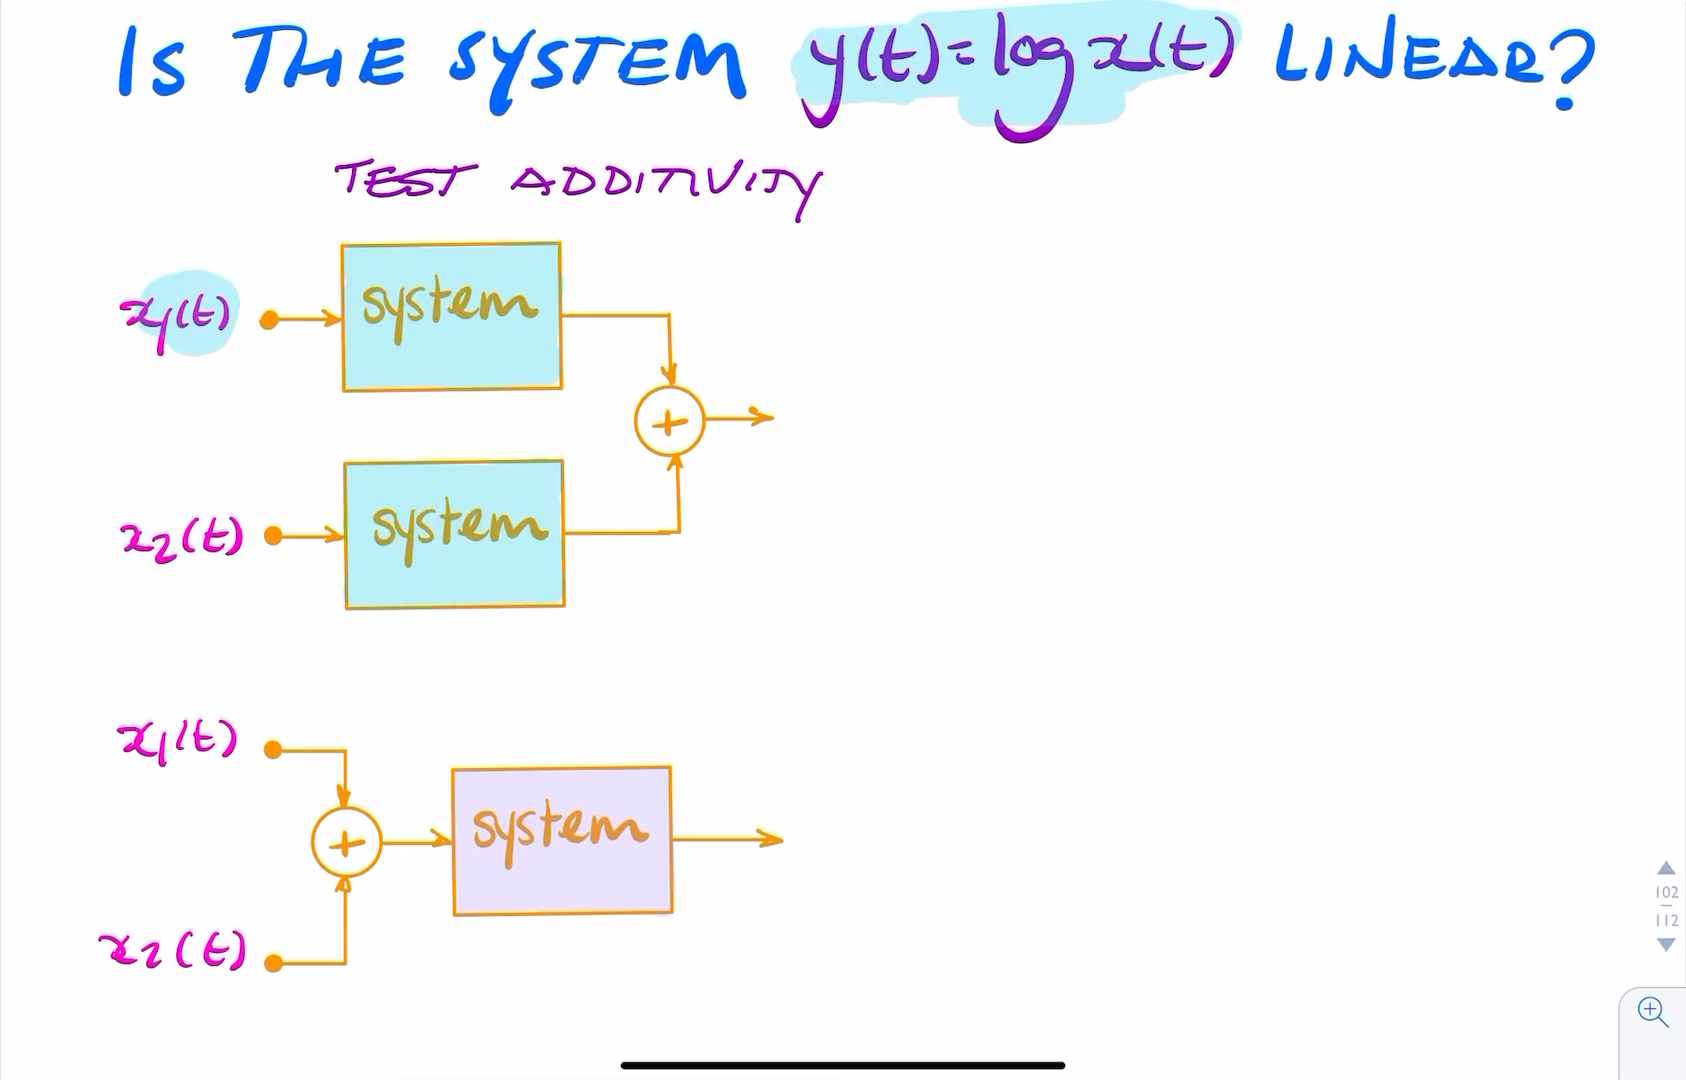 IS THE SYSTEM y(t)=log x(t) LINEAR?
TEST ADDITIVITY
x₁(t)
system
+
x₂(t)
system
x₁(t)
+
system
x₂(t)
102
112